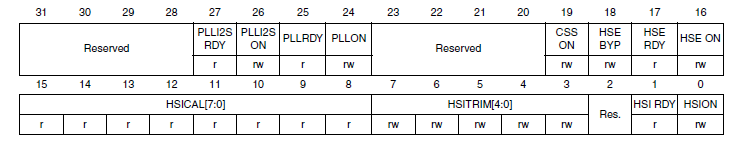 31 30 29 28 27 26 25 24 23 22 21 20 19 18 17 16
Reserved PLLI2S RDY PLLI2S ON PLLRDY PLLON Reserved CSS ON HSE BYP HSE RDY HSE ON
r rw r rw rw rw r rw
15 14 13 12 11 10 9 8 7 6 5 4 3 2 1 0
HSICAL[7:0] HSITRIM[4:0] Res. HSI RDY HSION
r r r r r r r r rw rw rw rw rw r rw